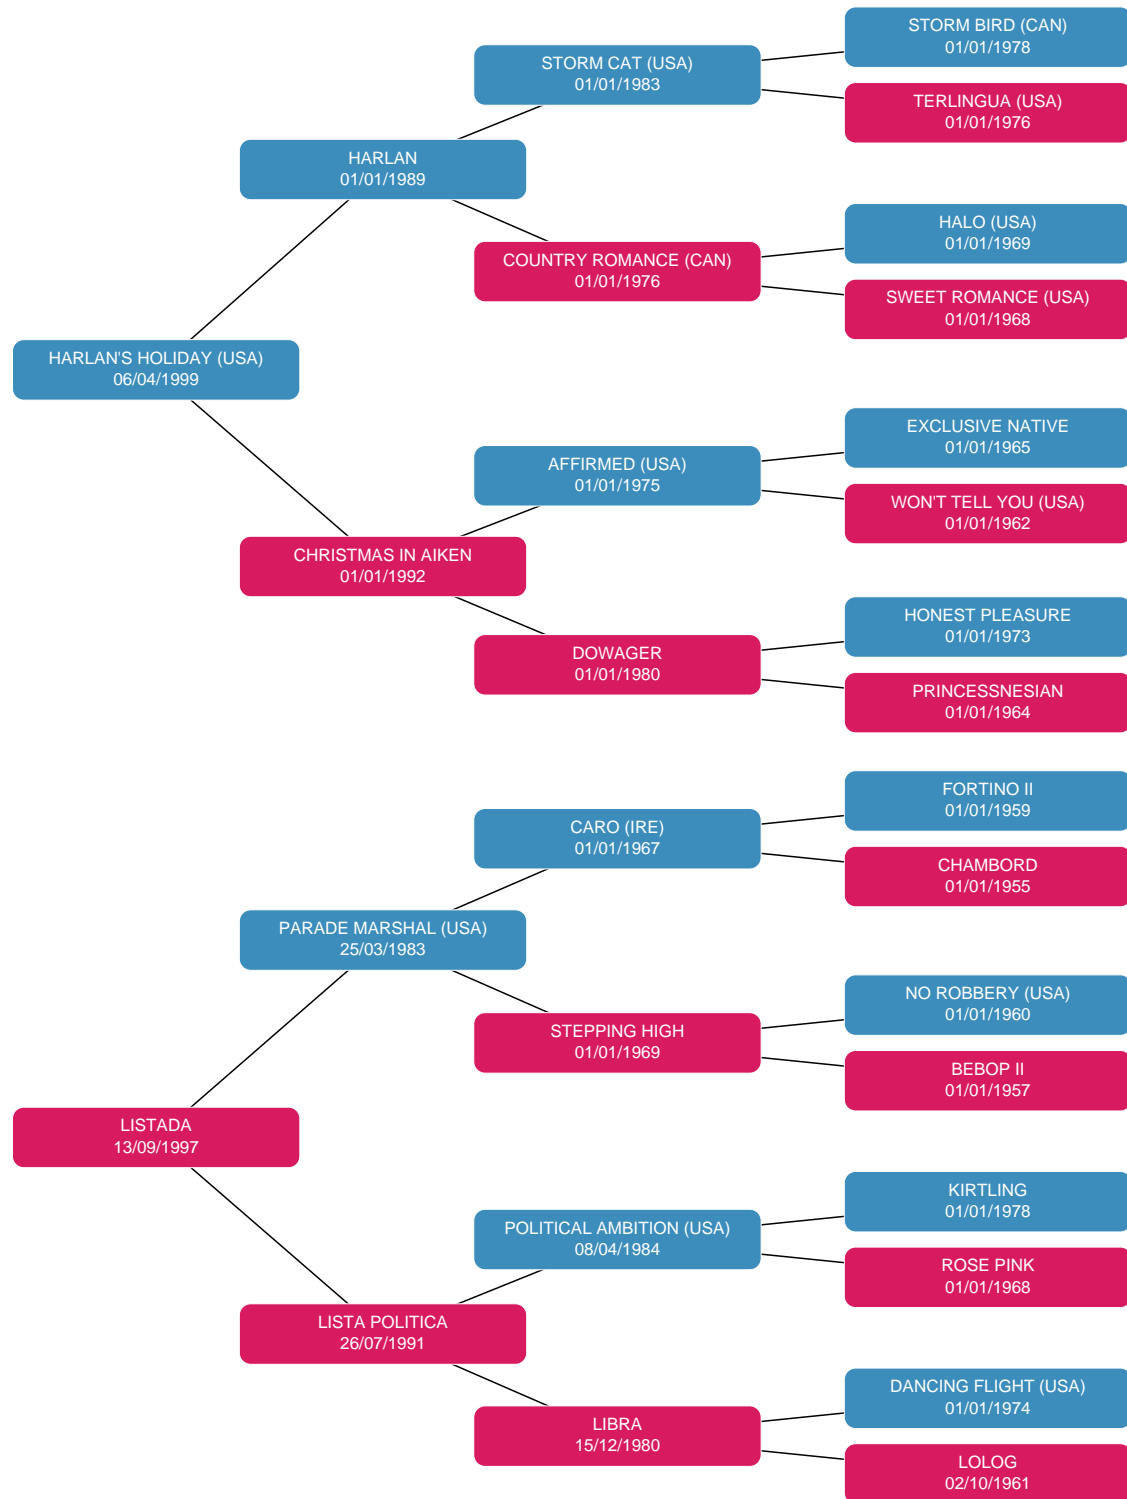 STORM BIRD (CAN)
01/01/1978
STORM CAT (USA)
01/01/1983
TERLINGUA (USA)
01/01/1976
HARLAN
01/01/1989
HALO (USA)
01/01/1969
COUNTRY ROMANCE (CAN)
01/01/1976
SWEET ROMANCE (USA)
01/01/1968
HARLAN'S HOLIDAY (USA)
06/04/1999
EXCLUSIVE NATIVE
01/01/1965
AFFIRMED (USA)
01/01/1975
WON'T TELL YOU (USA)
01/01/1962
CHRISTMAS IN AIKEN
01/01/1992
HONEST PLEASURE
01/01/1973
DOWAGER
01/01/1980
PRINCESSNESIAN
01/01/1964
FORTINO II
01/01/1959
CARO (IRE)
01/01/1967
CHAMBORD
01/01/1955
PARADE MARSHAL (USA)
25/03/1983
NO ROBBERY (USA)
01/01/1960
STEPPING HIGH
01/01/1969
BEBOP II
01/01/1957
LISTADA
13/09/1997
KIRTLING
01/01/1978
POLITICAL AMBITION (USA)
08/04/1984
ROSE PINK
01/01/1968
LISTA POLITICA
26/07/1991
DANCING FLIGHT (USA)
01/01/1974
LIBRA
15/12/1980
LOLOG
02/10/1961